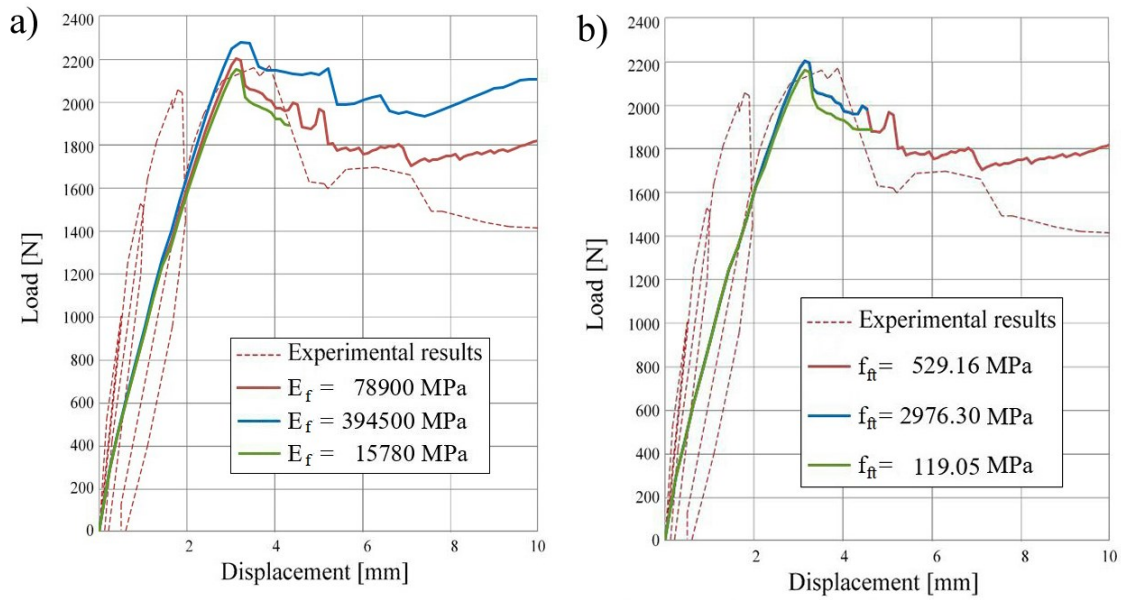 a)
2400
2200
2000
1800
1600
1400
1200
1000
800
600
400
200
0
2
4
6
8
10
Load [N]
Displacement [mm]
Experimental results
E_f = 78900 MPa
E_f = 394500 MPa
E_f = 15780 MPa
b)
2400
2200
2000
1800
1600
1400
1200
1000
800
600
400
200
0
2
4
6
8
10
Load [N]
Displacement [mm]
Experimental results
f_ft= 529.16 MPa
f_ft= 2976.30 MPa
f_ft= 119.05 MPa